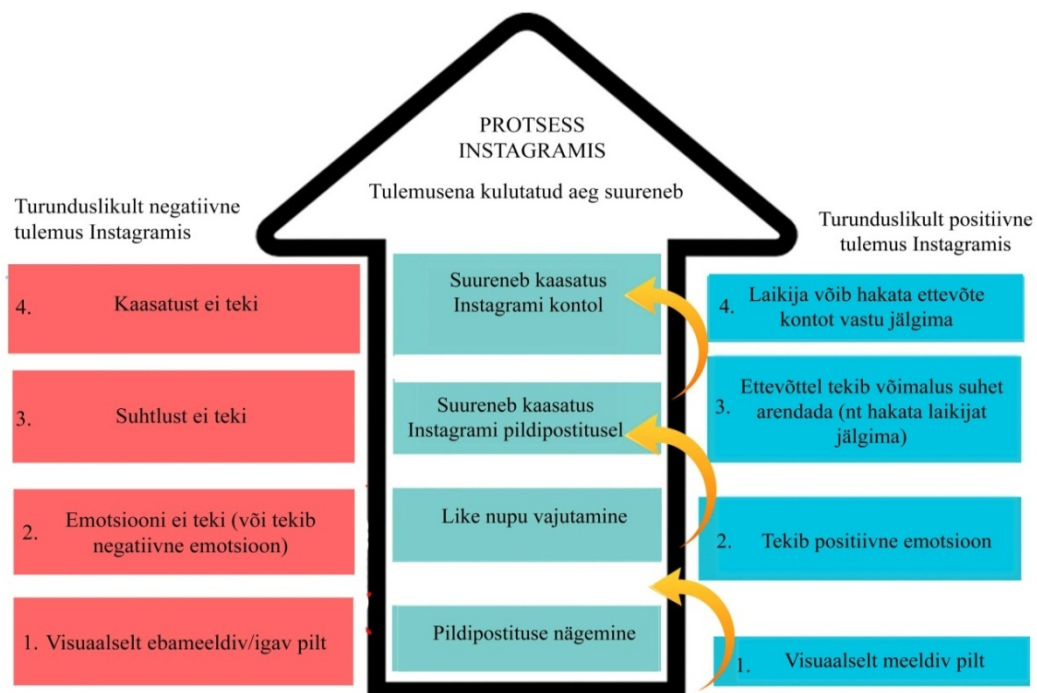 PROTSESS
INSTAGRAMIS
Tulemusena kulutatud aeg suureneb
Turunduslikult negatiivne
tulemus Instagramis
4. Kaasatust ei teki
3. Suhtlust ei teki
2. Emotsiooni ei teki (või tekib
negatiivne emotsioon)
1. Visuaalselt ebameeldiv/igav pilt
Suureneb kaasatus
Instagrami kontol
Suureneb kaasatus
Instagrami pildipostitusel
Like nupu vajutamine
Pildipostituse nägemine
Turunduslikult positiivne
tulemus Instagramis
4. Laikija võib hakata ettevõte
kontot vastu jälgima
3. Ettevõttel tekib võimalus suhet
arendada (nt hakata laikijat
jälgima)
2. Tekib positiivne emotsioon
1. Visuaalselt meeldiv pilt